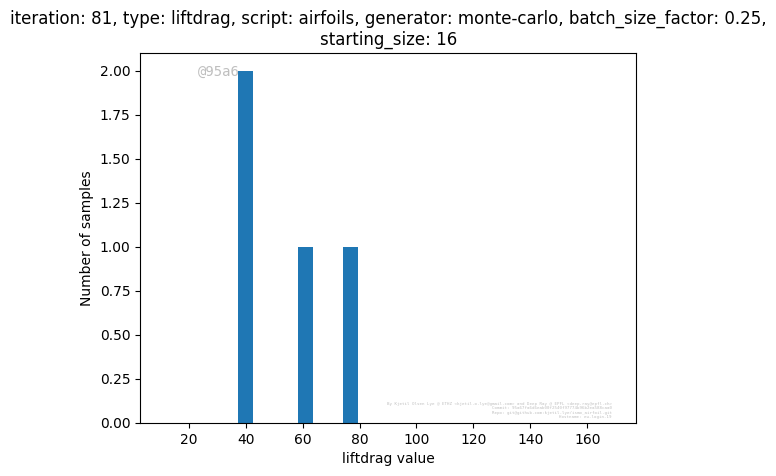 iteration: 81, type: liftdrag, script: airfoils, generator: monte-carlo, batch_size_factor: 0.25,
starting_size: 16
@95a6
2.00
1.75
1.50
1.25
1.00
0.75
0.50
0.25
0.00
Number of samples
20 40 60 80 100 120 140 160
liftdrag value